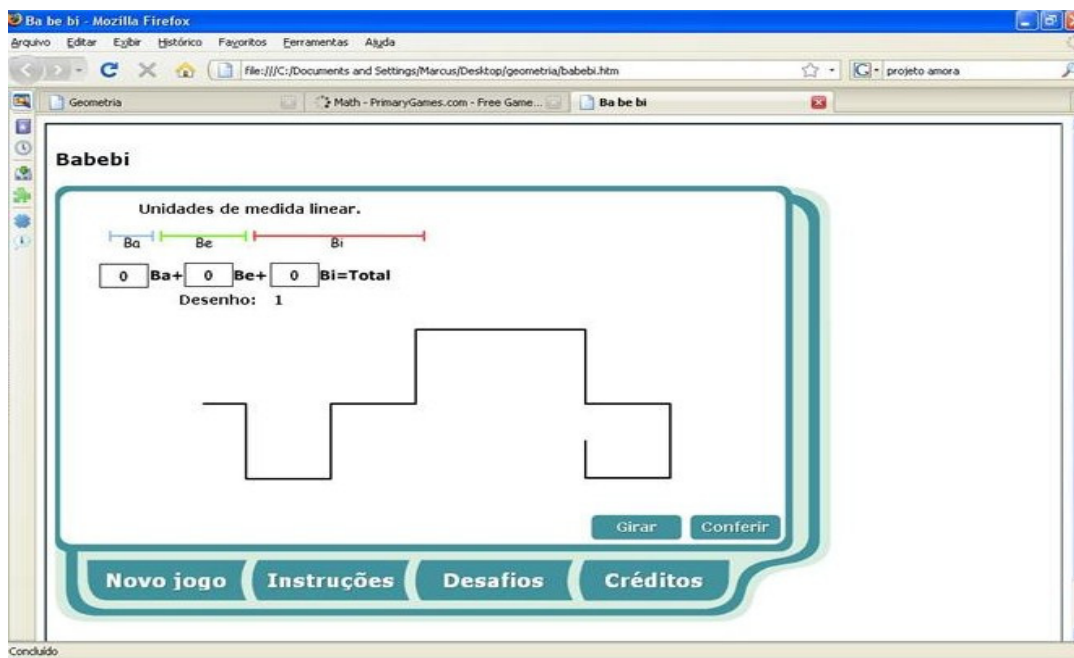 Ba be bi - Mozilla Firefox
Arquivo Editar Exibir Histórico Favoritos Ferramentas Ajuda
file:///C:/Documents and Settings/Marcus/Desktop/geometria/babebi.htm
G projeto amora
Geometria
Math - PrimaryGames.com - Free Game...
Ba be bi
Babebi
Unidades de medida linear.
Ba Be Bi
0 Ba+ 0 Be+ 0 Bi=Total
Desenho: 1
Girar Conferir
Novo jogo Instruções Desafios Créditos
Concluído